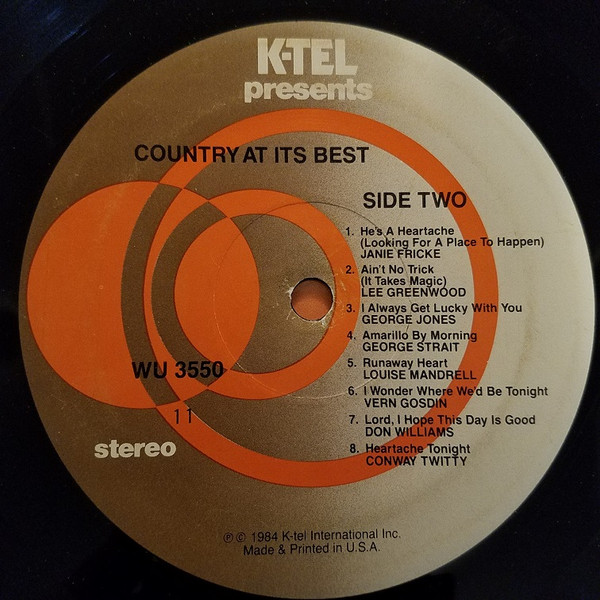 K-TEL
presents
COUNTRY AT ITS BEST
SIDE TWO
1. He's A Heartache
(Looking For A Place To Happen)
JANIE FRICKE
2. Ain't No Trick
(It Takes Magic)
LEE GREENWOOD
3. I Always Get Lucky With You
GEORGE JONES
4. Amarillo By Morning
GEORGE STRAIT
5. Runaway Heart
LOUISE MANDRELL
6. I Wonder Where We'd Be Tonight
VERN GOSDIN
7. Lord, I Hope This Day Is Good
DON WILLIAMS
8. Heartache Tonight
CONWAY TWITTY
WU 3550
11
stereo
℗ © 1984 K-tel International Inc.
Made & Printed in U.S.A.